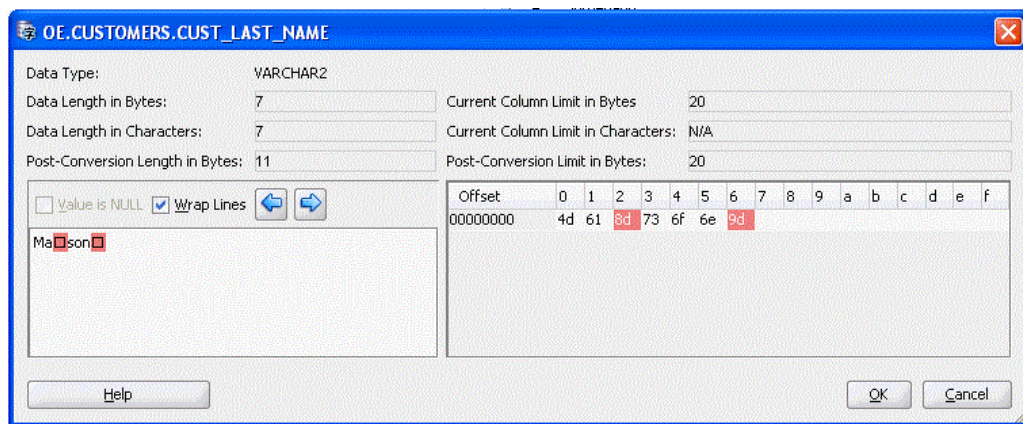 OE.CUSTOMERS.CUST_LAST_NAME
Data Type: VARCHAR2
Data Length in Bytes: 7 Current Column Limit in Bytes 20
Data Length in Characters: 7 Current Column Limit in Characters: N/A
Post-Conversion Length in Bytes: 11 Post-Conversion Limit in Bytes: 20
Value is NULL Wrap Lines
Offset 0 1 2 3 4 5 6 7 8 9 a b c d e f
00000000 4d 61 8d 73 6f 6e 9d
Ma□son□
Help OK Cancel